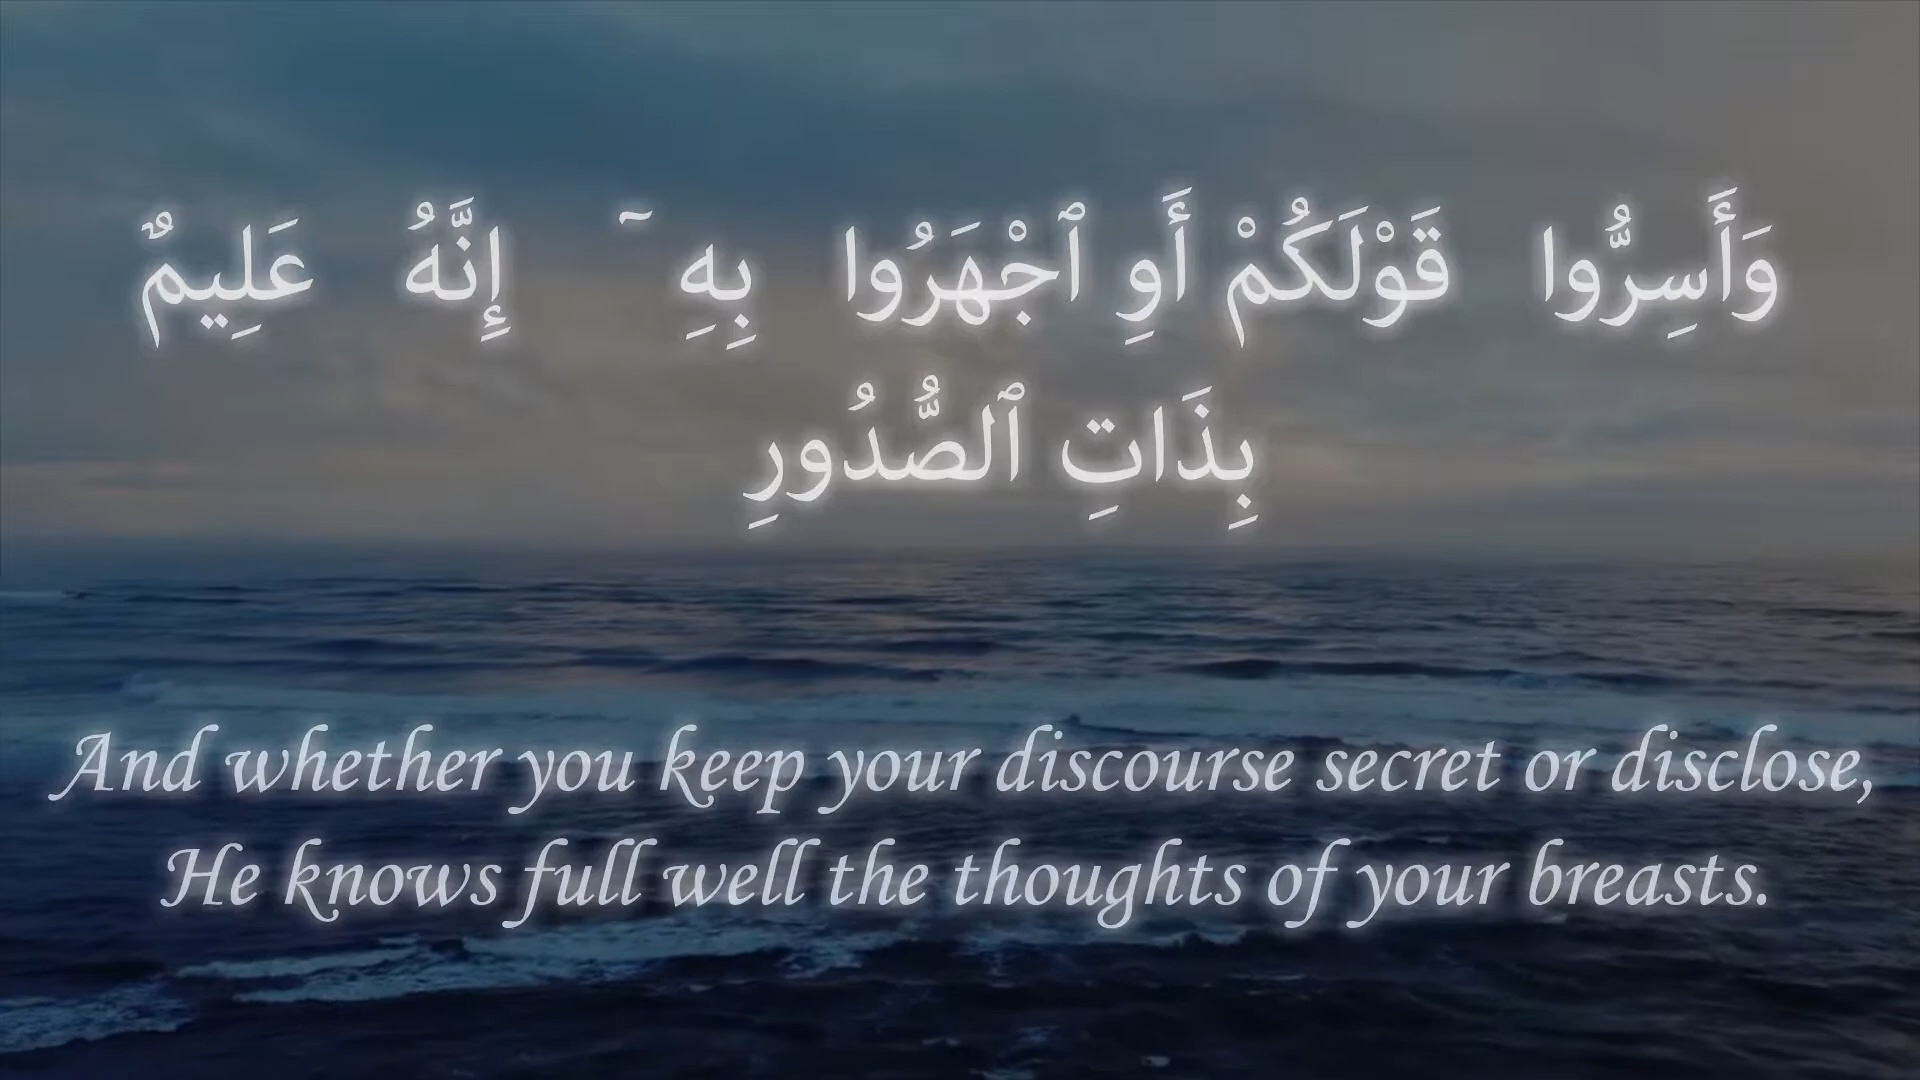 وَأَسِرُّوا قَوْلَكُمْ أَوِ ٱجْهَرُوا بِهِ ۤ إِنَّهُ عَلِيمٌ
بِذَاتِ ٱلصُّدُورِ
And whether you keep your discourse secret or disclose,
He knows full well the thoughts of your breasts.